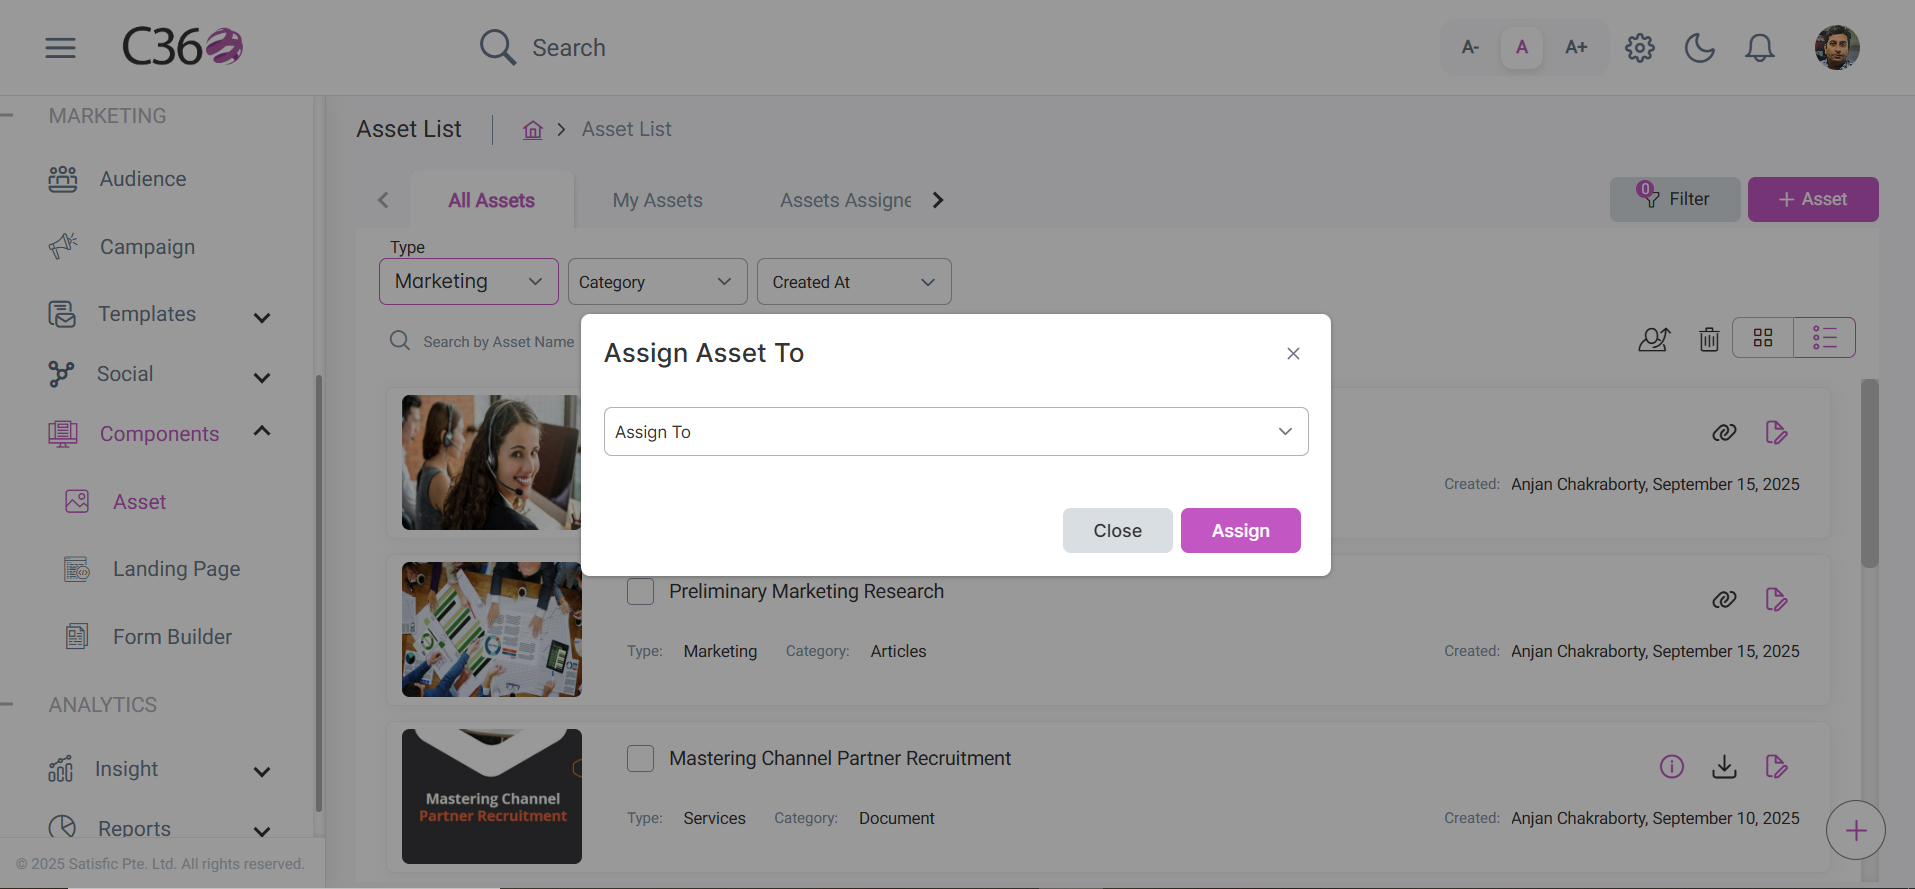 C360
Search
A- A A+
MARKETING
Audience
Campaign
Templates
Social
Components
Asset
Landing Page
Form Builder
ANALYTICS
Insight
Reports
© 2025 Satisfic Pte. Ltd. All rights reserved.
Asset List
Asset List
All Assets
My Assets
Assets Assigne
0
Filter
+ Asset
Type
Marketing
Category
Created At
Search by Asset Name
Assign Asset To
Assign To
Close
Assign
Created: Anjan Chakraborty, September 15, 2025
Preliminary Marketing Research
Type: Marketing Category: Articles
Created: Anjan Chakraborty, September 15, 2025
Mastering Channel
Partner Recruitment
Mastering Channel Partner Recruitment
Type: Services Category: Document
Created: Anjan Chakraborty, September 10, 2025